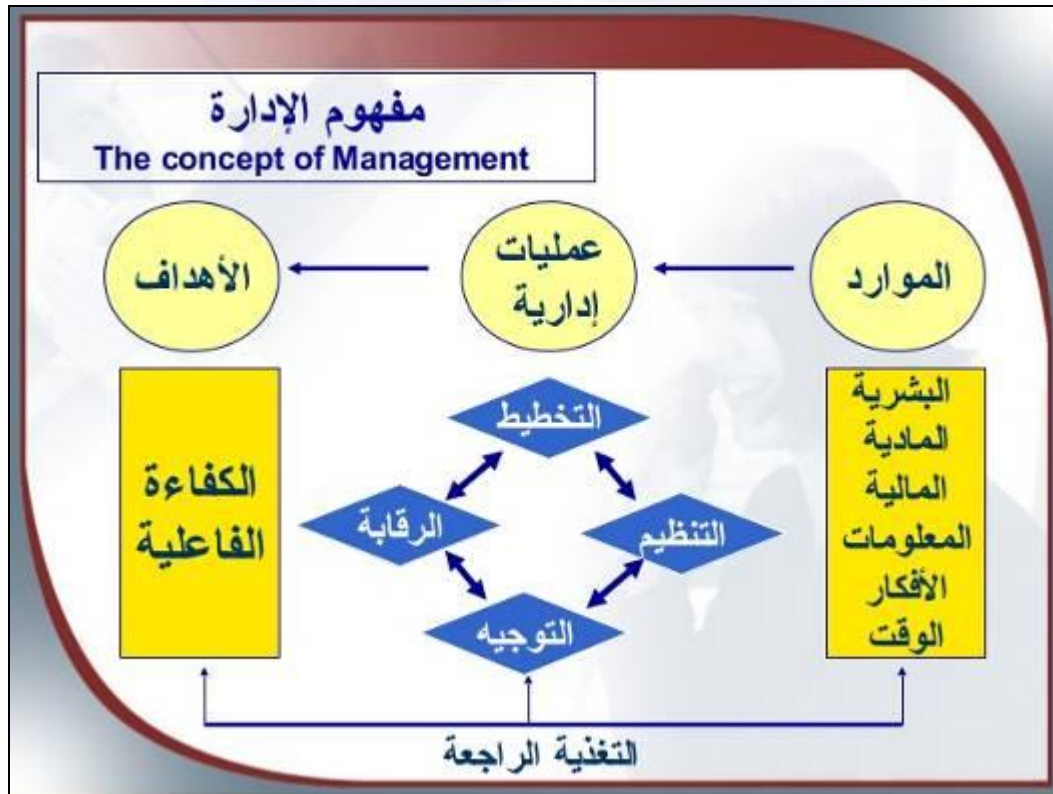 مفهوم الإدارة
The concept of Management
الموارد
عمليات
إدارية
الأهداف
البشرية
المادية
المالية
المعلومات
الأفكار
الوقت
التخطيط
التنظيم
الرقابة
التوجيه
الكفاءة
الفاعلية
التغذية الراجعة